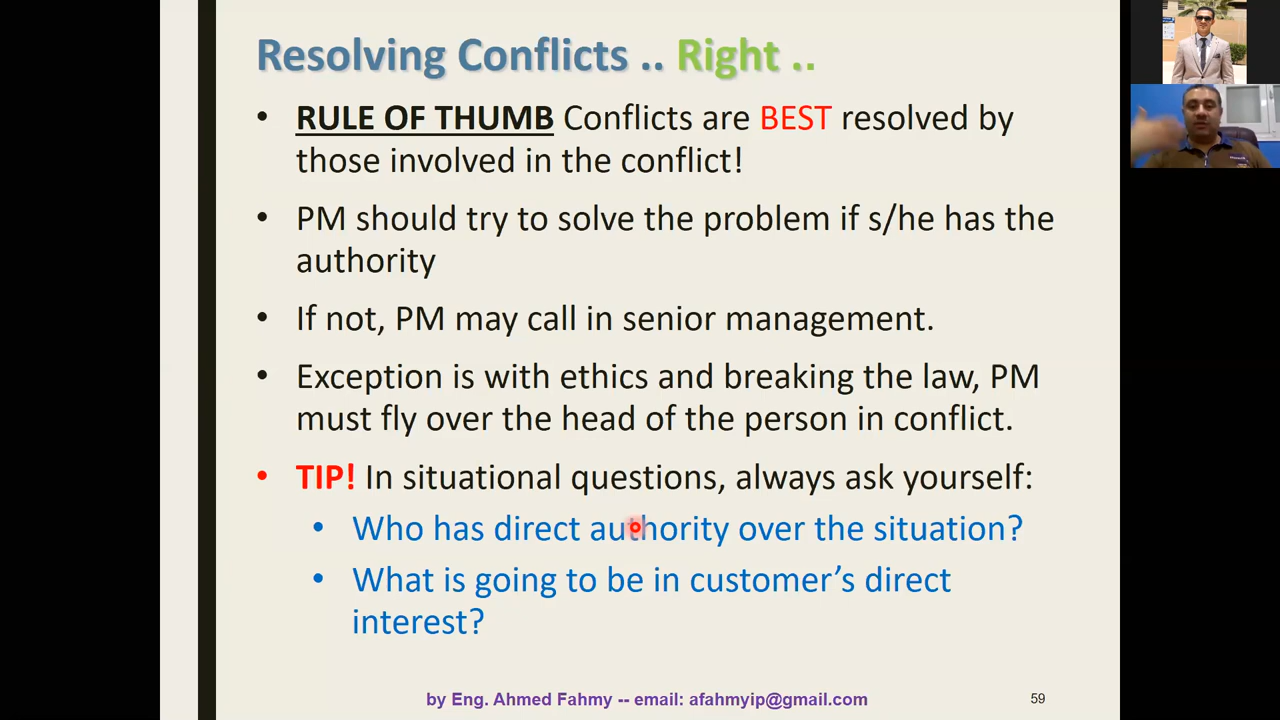 Resolving Conflicts .. Right ..
• RULE OF THUMB Conflicts are BEST resolved by
those involved in the conflict!
• PM should try to solve the problem if s/he has the
authority
• If not, PM may call in senior management.
• Exception is with ethics and breaking the law, PM
must fly over the head of the person in conflict.
• TIP! In situational questions, always ask yourself:
• Who has direct authority over the situation?
• What is going to be in customer’s direct
interest?
by Eng. Ahmed Fahmy -- email: afahmyip@gmail.com
59